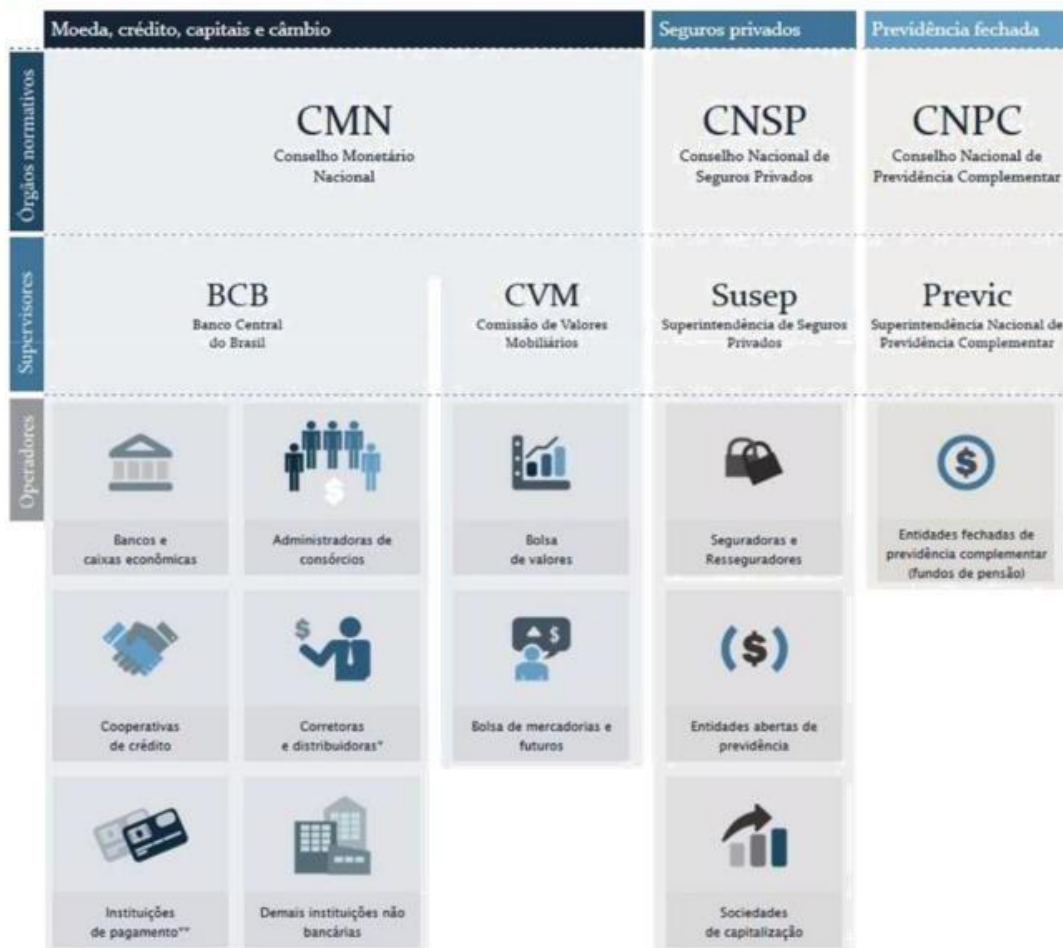 Moeda, crédito, capitais e câmbio
Seguros privados
Previdência fechada
Órgãos normativos
CMN
Conselho Monetário
Nacional
CNSP
Conselho Nacional de
Seguros Privados
CNPC
Conselho Nacional de
Previdência Complementar
Supervisores
BCB
Banco Central
do Brasil
CVM
Comissão de Valores
Mobiliários
Susep
Superintendência de Seguros
Privados
Previc
Superintendência Nacional de
Previdência Complementar
Operadores
Bancos e
caixas econômicas
$
Administradoras de
consórcios
Bolsa
de valores
Seguradoras e
Resseguradores
$
Entidades fechadas de
previdência complementar
(fundos de pensão)
Cooperativas
de crédito
$
Corretoras
e distribuidoras*
$
Bolsa de mercadorias e
futuros
($)
Entidades abertas de
previdência
Instituições
de pagamento**
Demais instituições não
bancárias
Sociedades
de capitalização